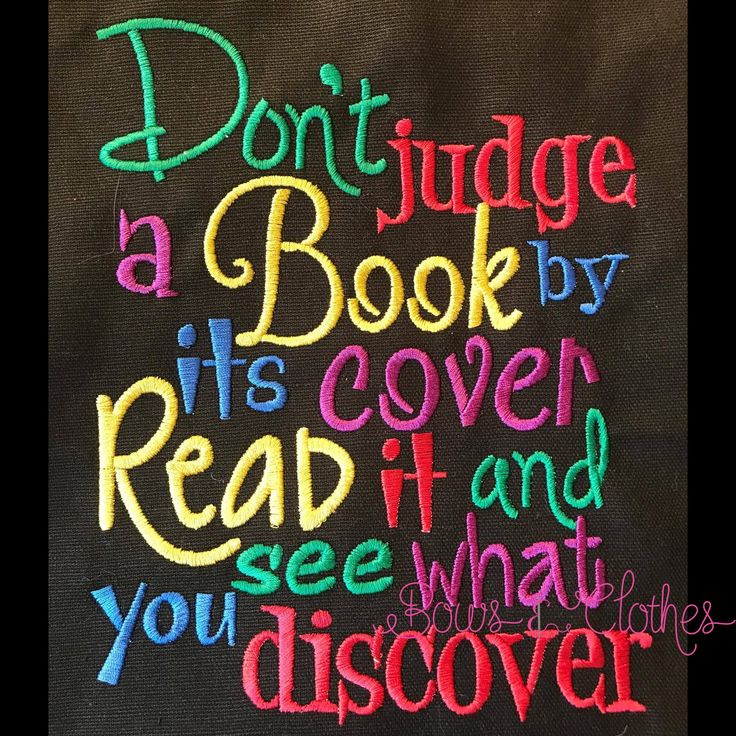 Don't judge
a Book by
its cover
Read it and
see what
you discover
Bows & Clothes